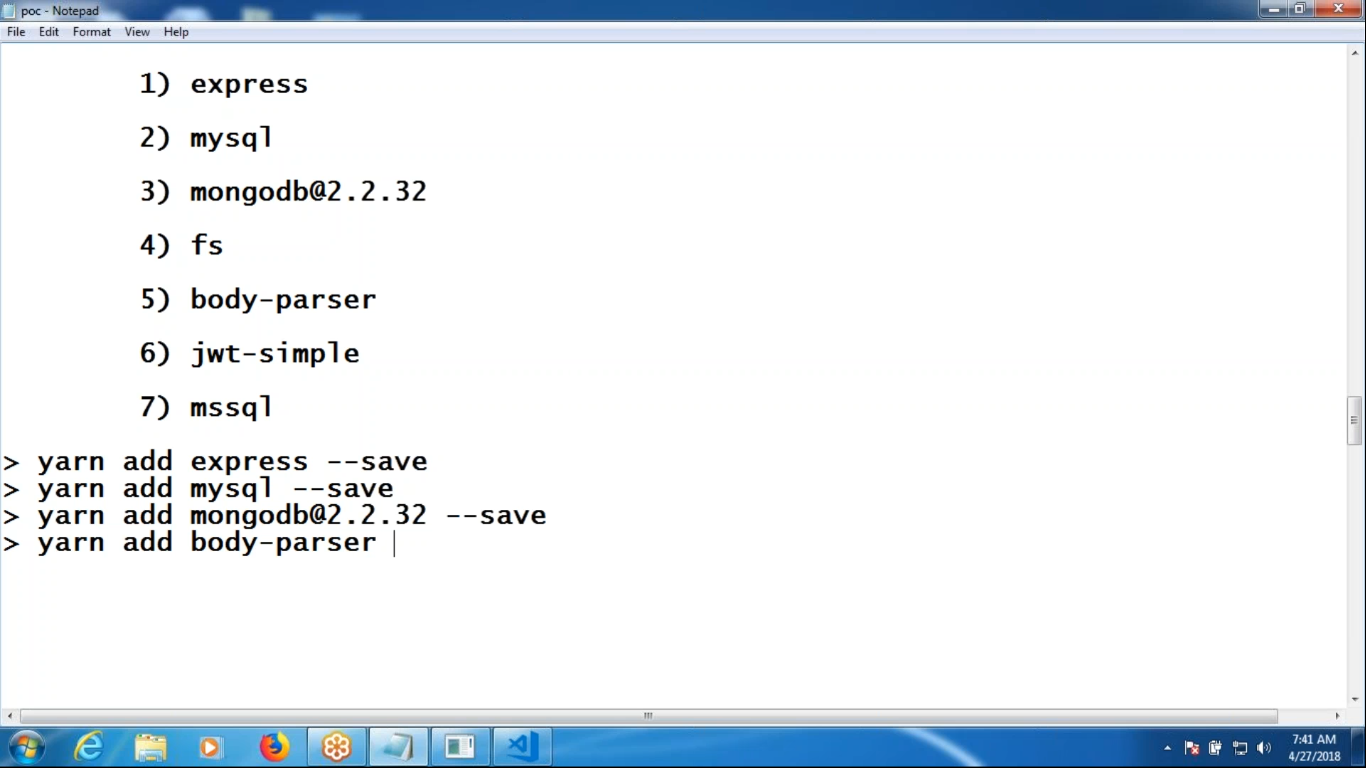 poc - Notepad
File Edit Format View Help
1) express
2) mysql
3) mongodb@2.2.32
4) fs
5) body-parser
6) jwt-simple
7) mssql
> yarn add express --save
> yarn add mysql --save
> yarn add mongodb@2.2.32 --save
> yarn add body-parser
7:41 AM
4/27/2018